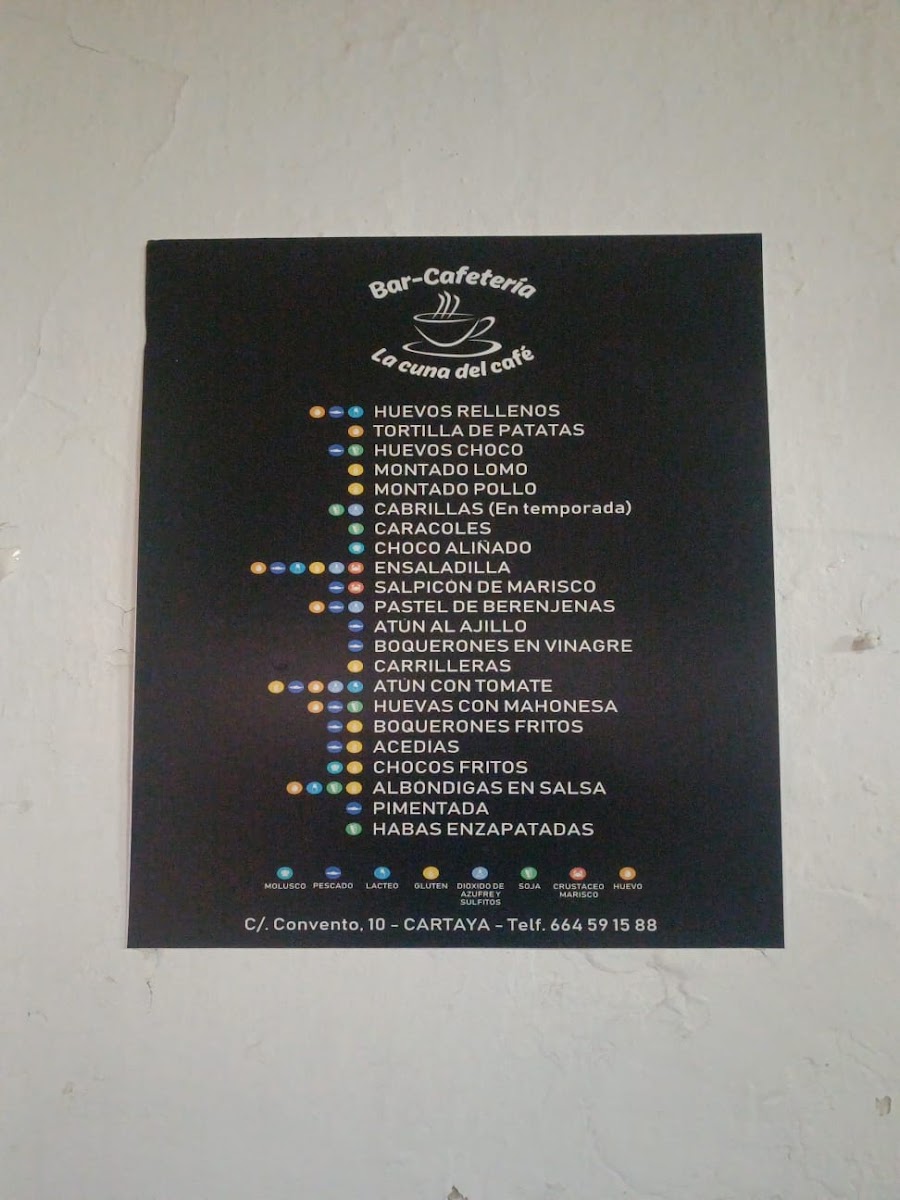 Bar-Cafetería
La cuna del café
HUEVOS RELLENOS
TORTILLA DE PATATAS
HUEVOS CHOCO
MONTADO LOMO
MONTADO POLLO
CABRILLAS (En temporada)
CARACOLES
CHOCO ALIÑADO
ENSALADILLA
SALPICÓN DE MARISCO
PASTEL DE BERENJENAS
ATÚN AL AJILLO
BOQUERONES EN VINAGRE
CARRILLERAS
ATÚN CON TOMATE
HUEVAS CON MAHONESA
BOQUERONES FRITOS
ACEDIAS
CHOCOS FRITOS
ALBONDIGAS EN SALSA
PIMENTADA
HABAS ENZAPATADAS
MOLUSCO PESCADO LACTEO GLUTEN DIOXIDO DE AZUFRE Y SULFITOS SOJA CRUSTACEO MARISCO HUEVO
C/. Convento, 10 - CARTAYA - Telf. 664 59 15 88